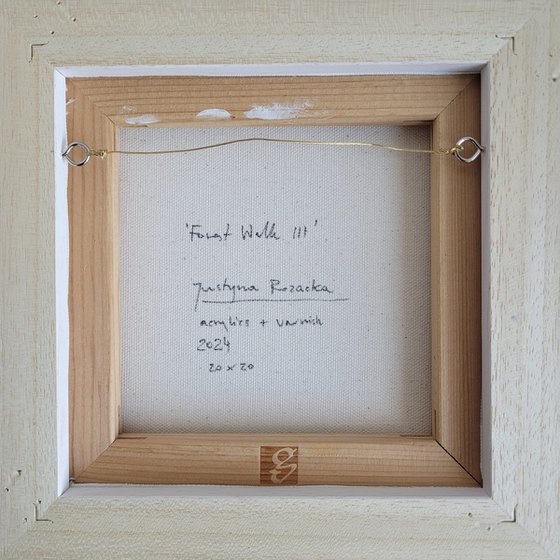 'Forest Walk III'
Justyna Rozacka
acrylics + varnish
2024
20 x 20